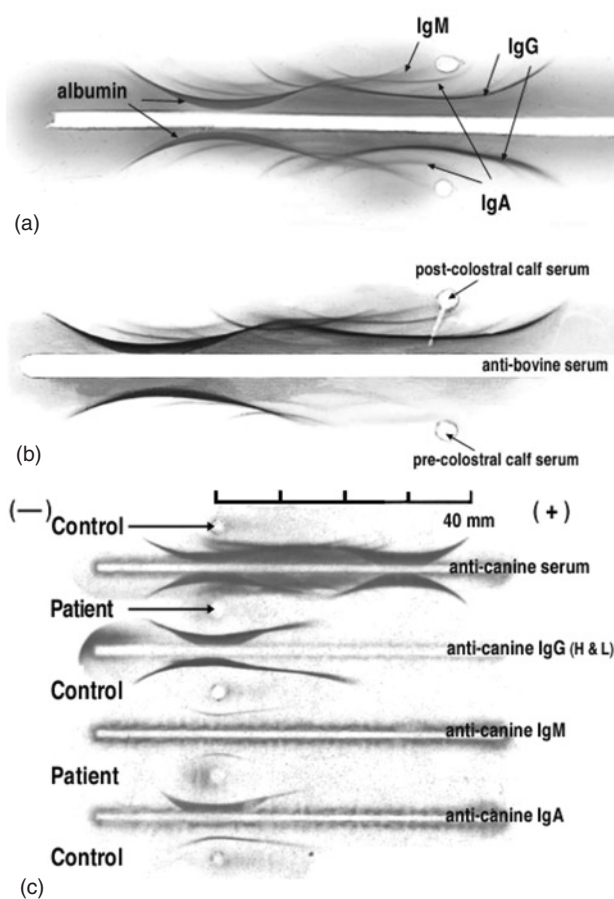 IgM
IgG
albumin
IgA
(a)
post-colostral calf serum
anti-bovine serum
pre-colostral calf serum
(b)
(—)
40 mm
(+)
Control
anti-canine serum
Patient
anti-canine IgG (H & L)
Control
anti-canine IgM
Patient
anti-canine IgA
Control
(c)